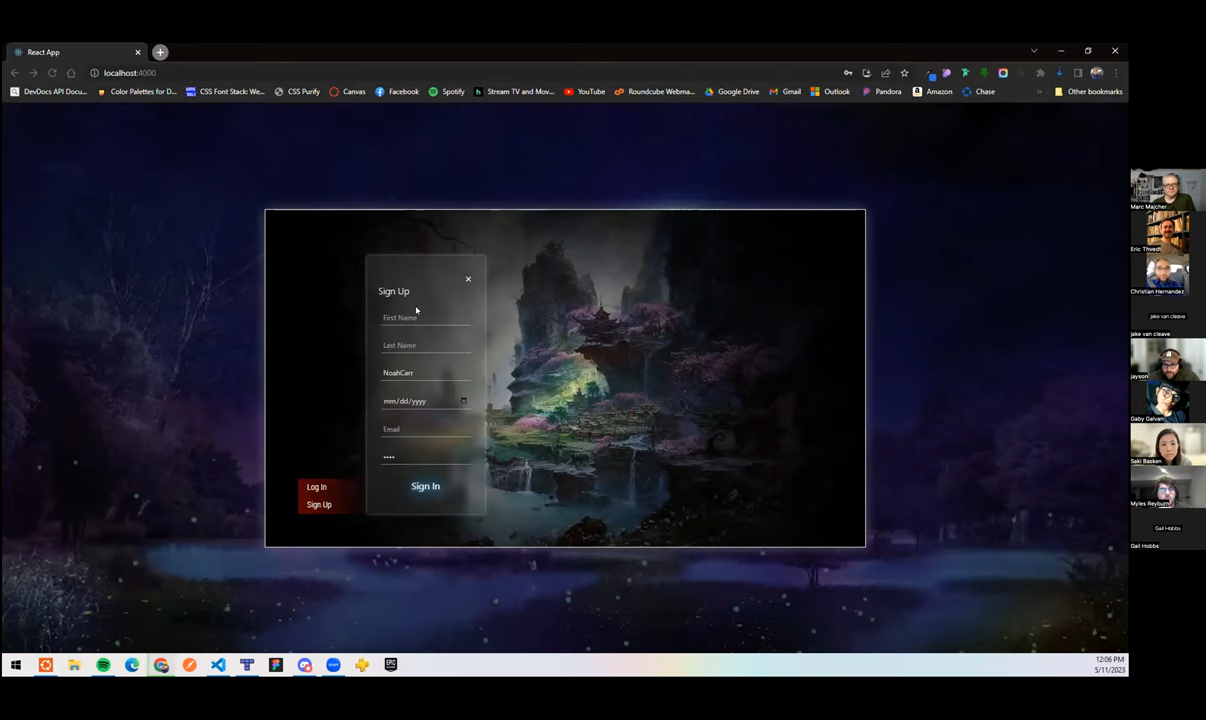 React App
localhost:4000
DevDocs API Docu...
Color Palettes for D...
CSS Font Stack: We...
CSS Purify
Canvas
Facebook
Spotify
Stream TV and Mov...
YouTube
Roundcube Webma...
Google Drive
Gmail
Outlook
Pandora
Amazon
Chase
»
Other bookmarks
Sign Up
First Name
Last Name
NoahCarr
mm/dd/yyyy
Email
••••
Sign In
Log In
Sign Up
Marc Majcher
Eric Thvedt
Christian Hernandez
jake van cleave
jake van cleave
jayson
Gaby Galvan
Saki Basken
Myles Reyburn
Gail Hobbs
Gail Hobbs
12:06 PM
5/11/2023